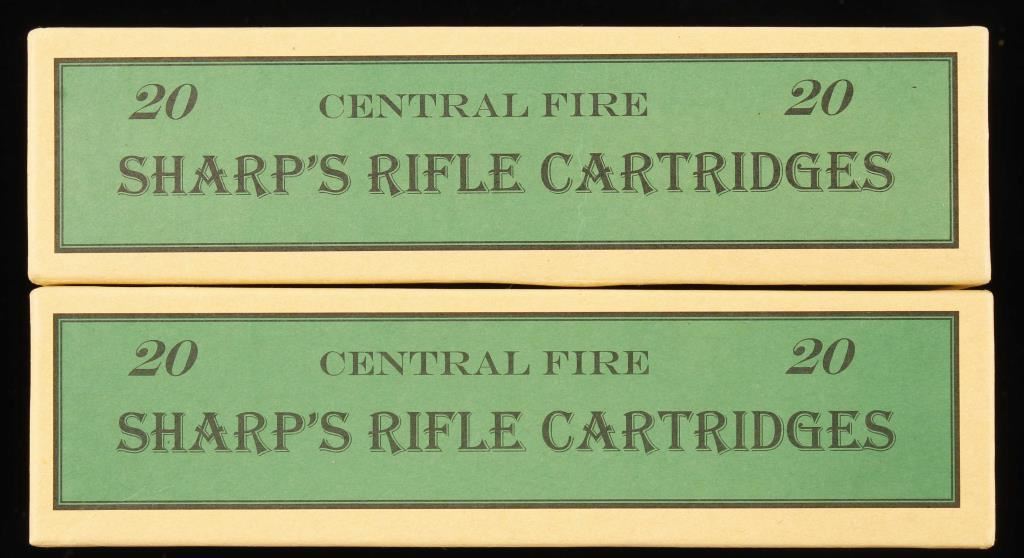 20 CENTRAL FIRE 20
SHARP'S RIFLE CARTRIDGES
20 CENTRAL FIRE 20
SHARP'S RIFLE CARTRIDGES